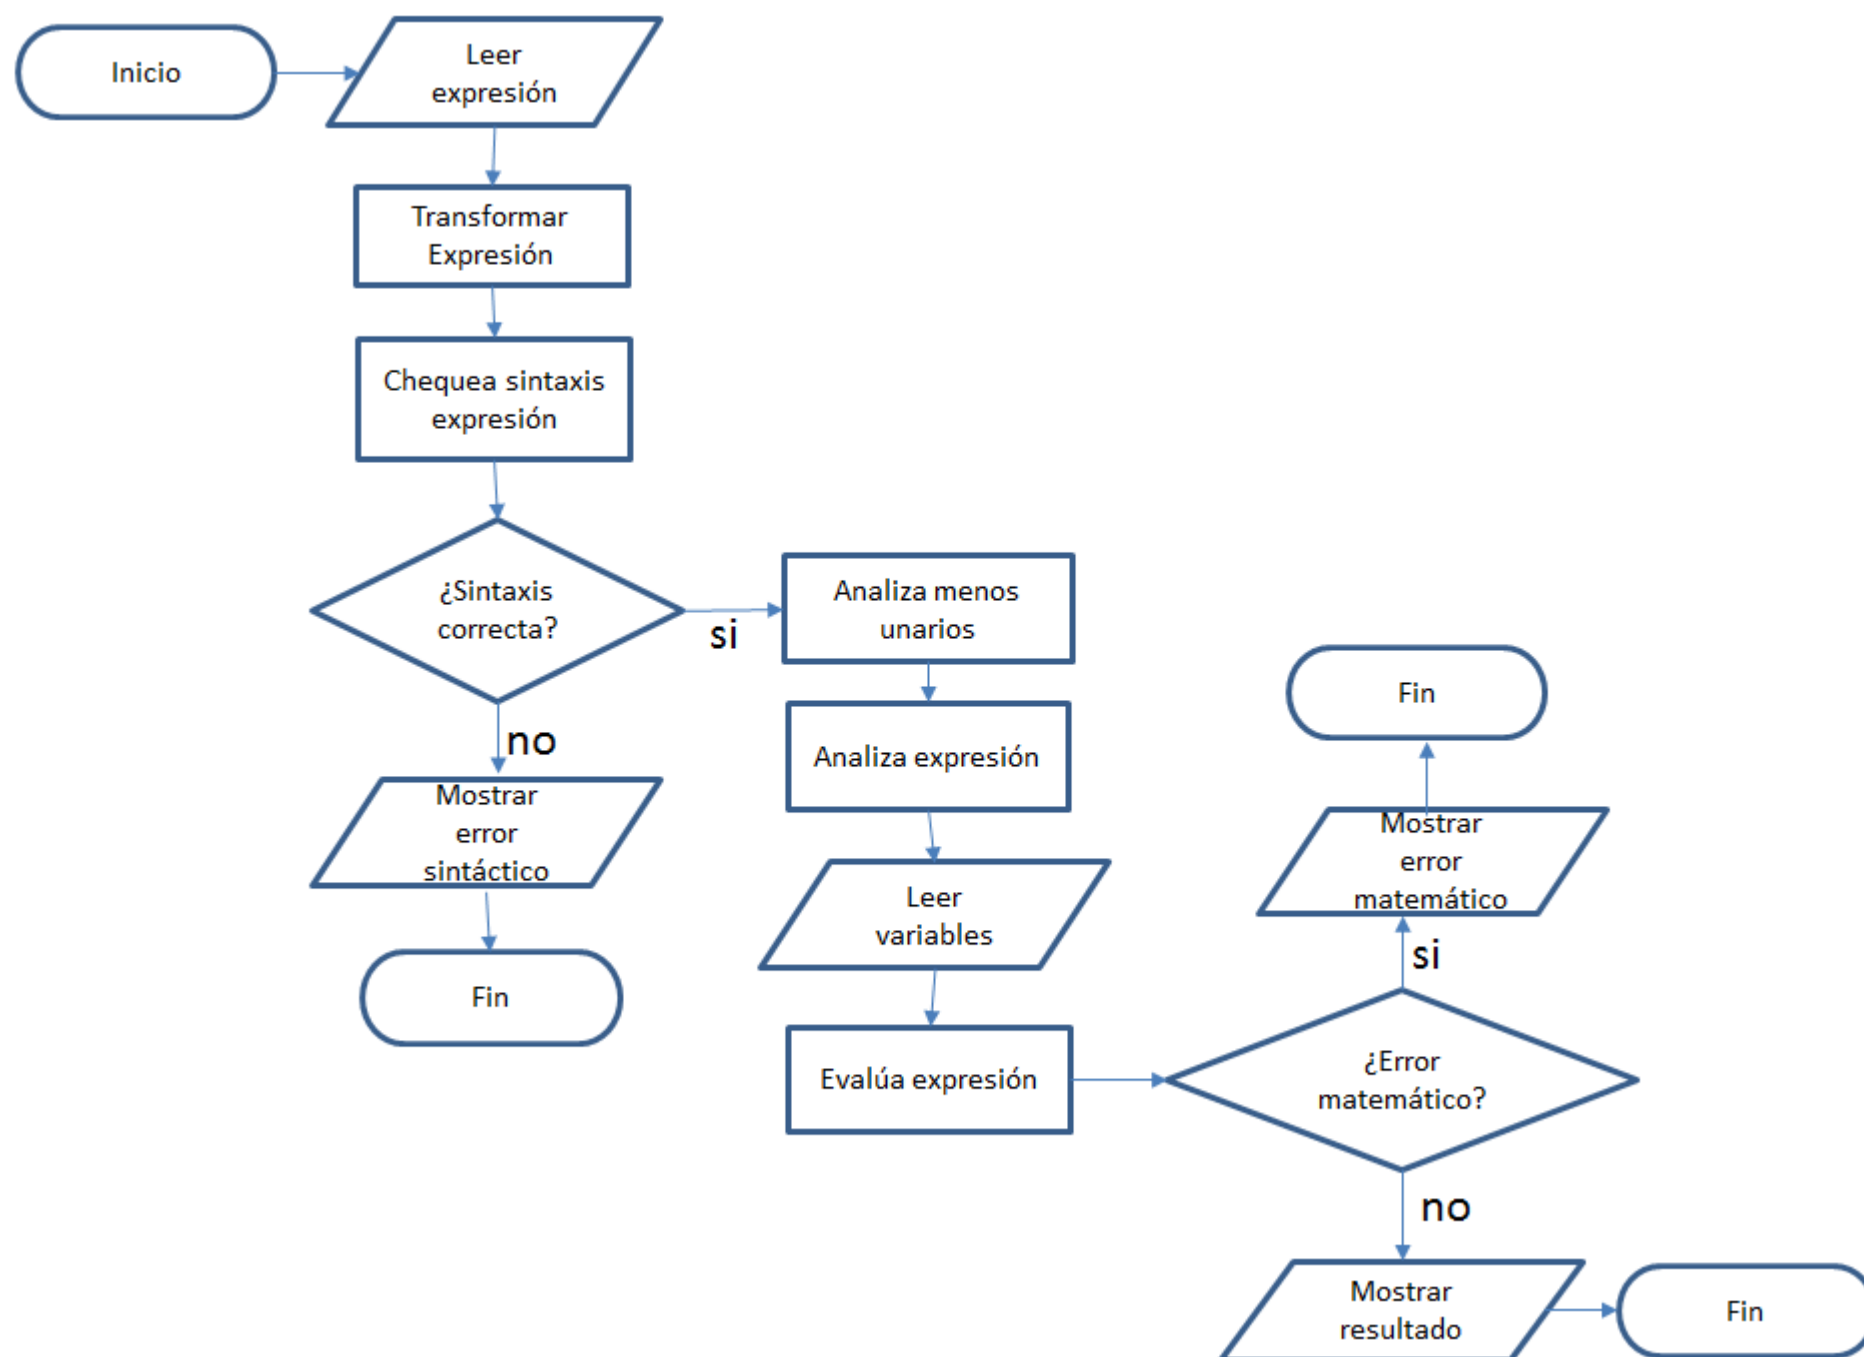 Inicio
Leer
expresión
Transformar
Expresión
Chequea sintaxis
expresión
¿Sintaxis
correcta?
si
no
Mostrar
error
sintáctico
Fin
Analiza menos
unarios
Analiza expresión
Leer
variables
Evalúa expresión
¿Error
matemático?
si
Mostrar
error
matemático
Fin
no
Mostrar
resultado
Fin